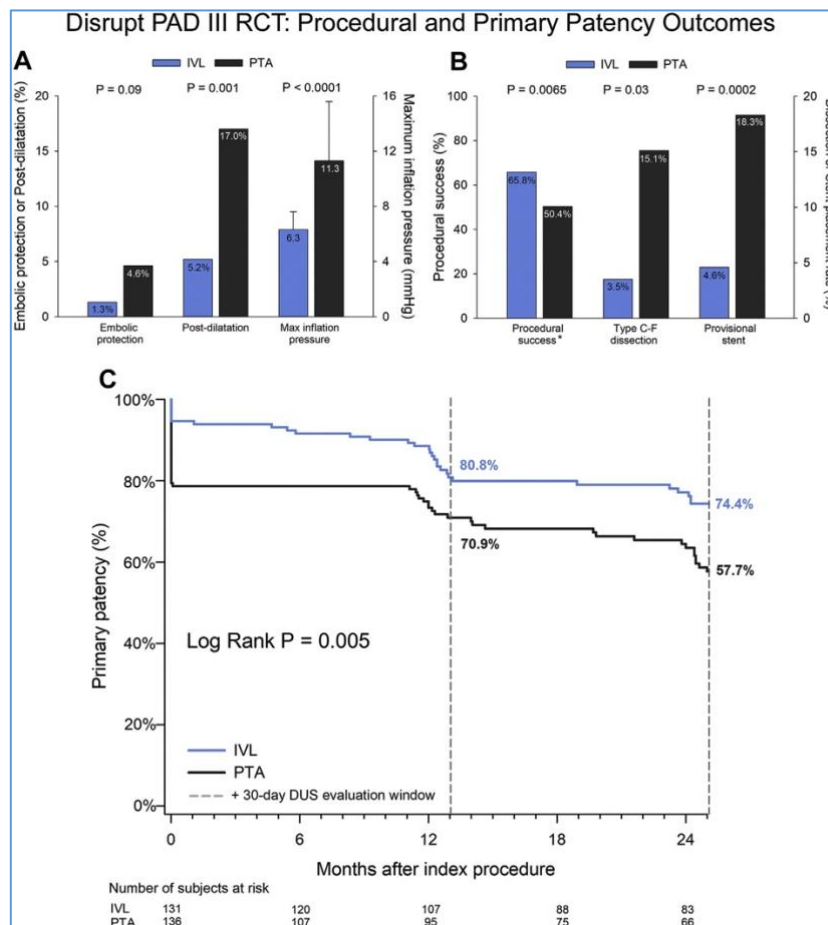 Disrupt PAD III RCT: Procedural and Primary Patency Outcomes
A
IVL PTA
P = 0.09 P = 0.001 P < 0.0001
Embolic protection or Post-dilatation (%)
20
15
10
5
0
1.3%
4.6%
5.2%
17.0%
6.3
11.3
16
12
8
4
0
Maximum inflation pressure (mmHg)
Embolic protection
Post-dilatation
Max inflation pressure
B
IVL PTA
P = 0.0065 P = 0.03 P = 0.0002
Procedural success (%)
100
80
60
40
20
0
65.8%
50.4%
3.5%
15.1%
4.6%
18.3%
20
15
10
5
0
Procedural success*
Type C-F dissection
Provisional stent
C
Primary patency (%)
100%
80%
60%
40%
20%
0%
80.8%
74.4%
70.9%
57.7%
Log Rank P = 0.005
IVL
PTA
+ 30-day DUS evaluation window
0 6 12 18 24
Months after index procedure
Number of subjects at risk
IVL 131 120 107 88 83
PTA 136 107 95 75 66